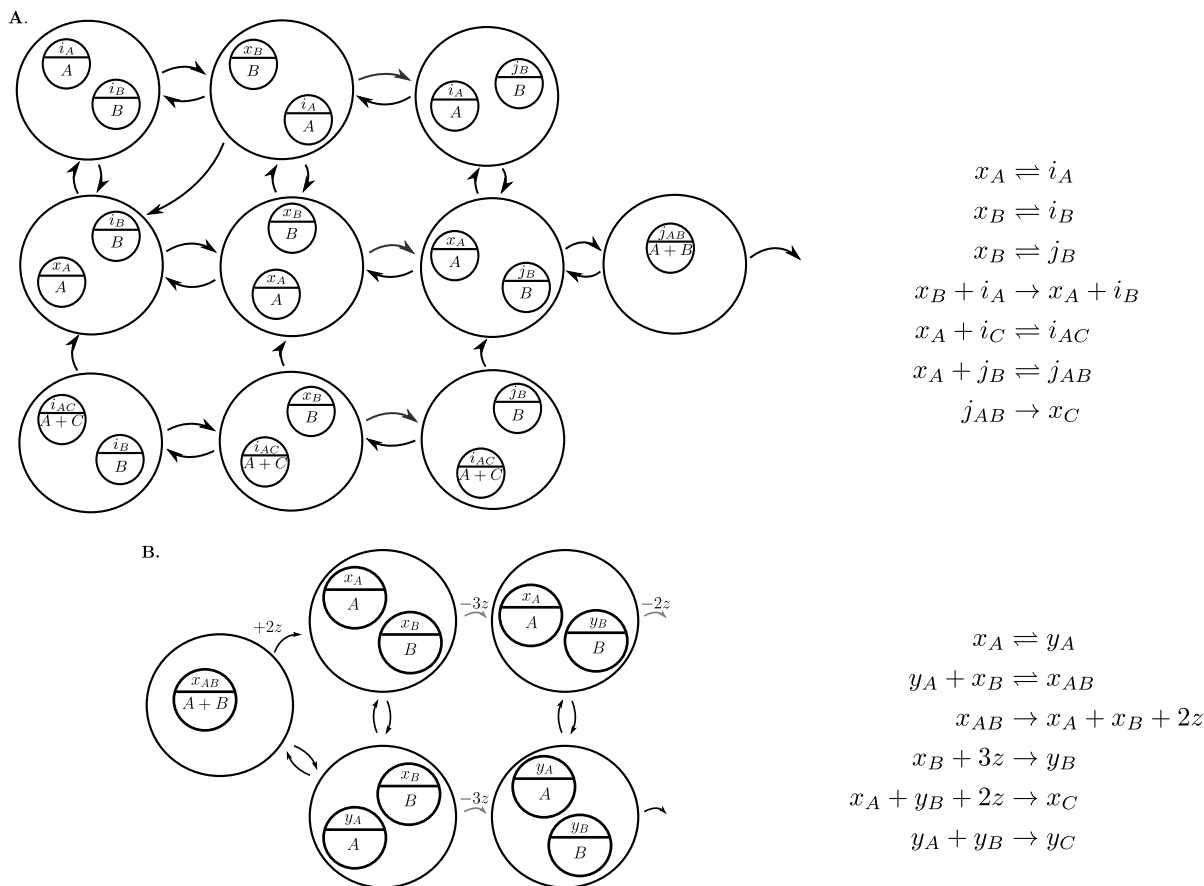 A.
i_A
A
i_B
B
x_B
B
i_A
A
j_B
B
i_A
A
i_B
B
x_A
A
x_B
B
x_A
A
x_A
A
j_B
B
j_AB
A + B
i_AC
A + C
i_B
B
x_B
B
i_AC
A + C
j_B
B
i_AC
A + C
x_A ⇌ i_A
x_B ⇌ i_B
x_B ⇌ j_B
x_B + i_A → x_A + i_B
x_A + i_C ⇌ i_AC
x_A + j_B ⇌ j_AB
j_AB → x_C
B.
x_AB
A + B
+2z
x_A
A
x_B
B
−3z
x_A
A
y_B
B
−2z
x_B
B
y_A
A
−3z
y_A
A
y_B
B
x_A ⇌ y_A
y_A + x_B ⇌ x_AB
x_AB → x_A + x_B + 2z
x_B + 3z → y_B
x_A + y_B + 2z → x_C
y_A + y_B → y_C